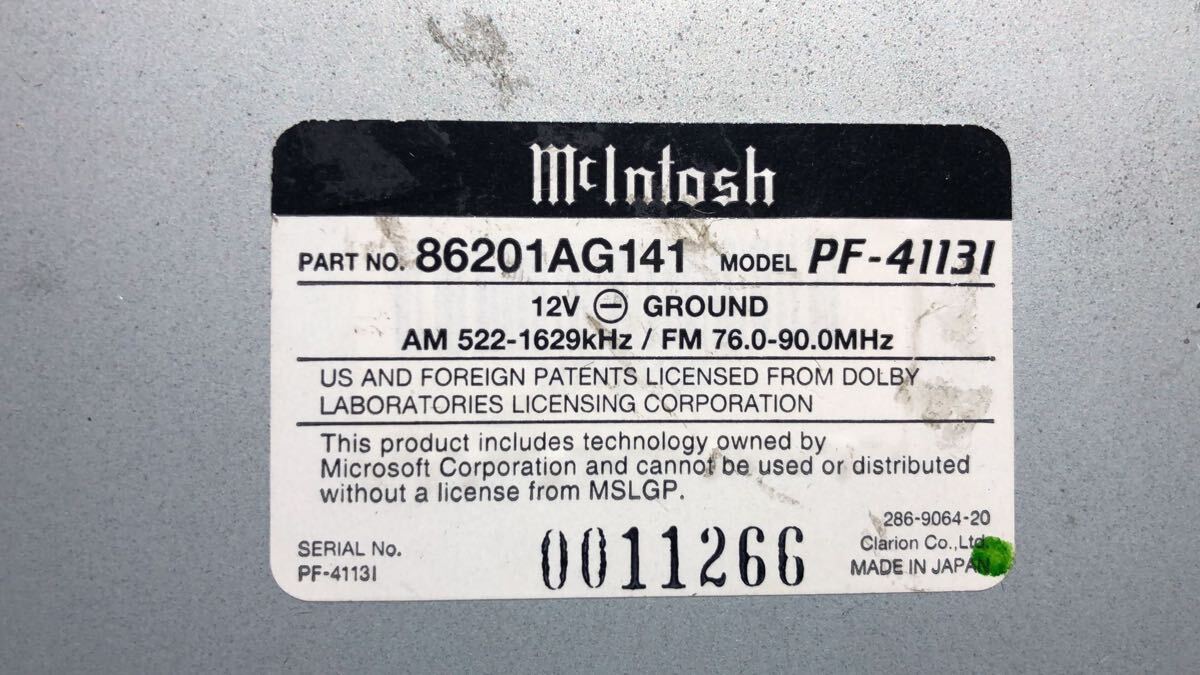 McIntosh
PART NO. 86201AG141 MODEL PF-4113I
12V ⊖ GROUND
AM 522-1629kHz / FM 76.0-90.0MHz
US AND FOREIGN PATENTS LICENSED FROM DOLBY
LABORATORIES LICENSING CORPORATION
This product includes technology owned by
Microsoft Corporation and cannot be used or distributed
without a license from MSLGP.
286-9064-20
SERIAL No. 0011266 Clarion Co.,Ltd.
PF-4113I MADE IN JAPAN